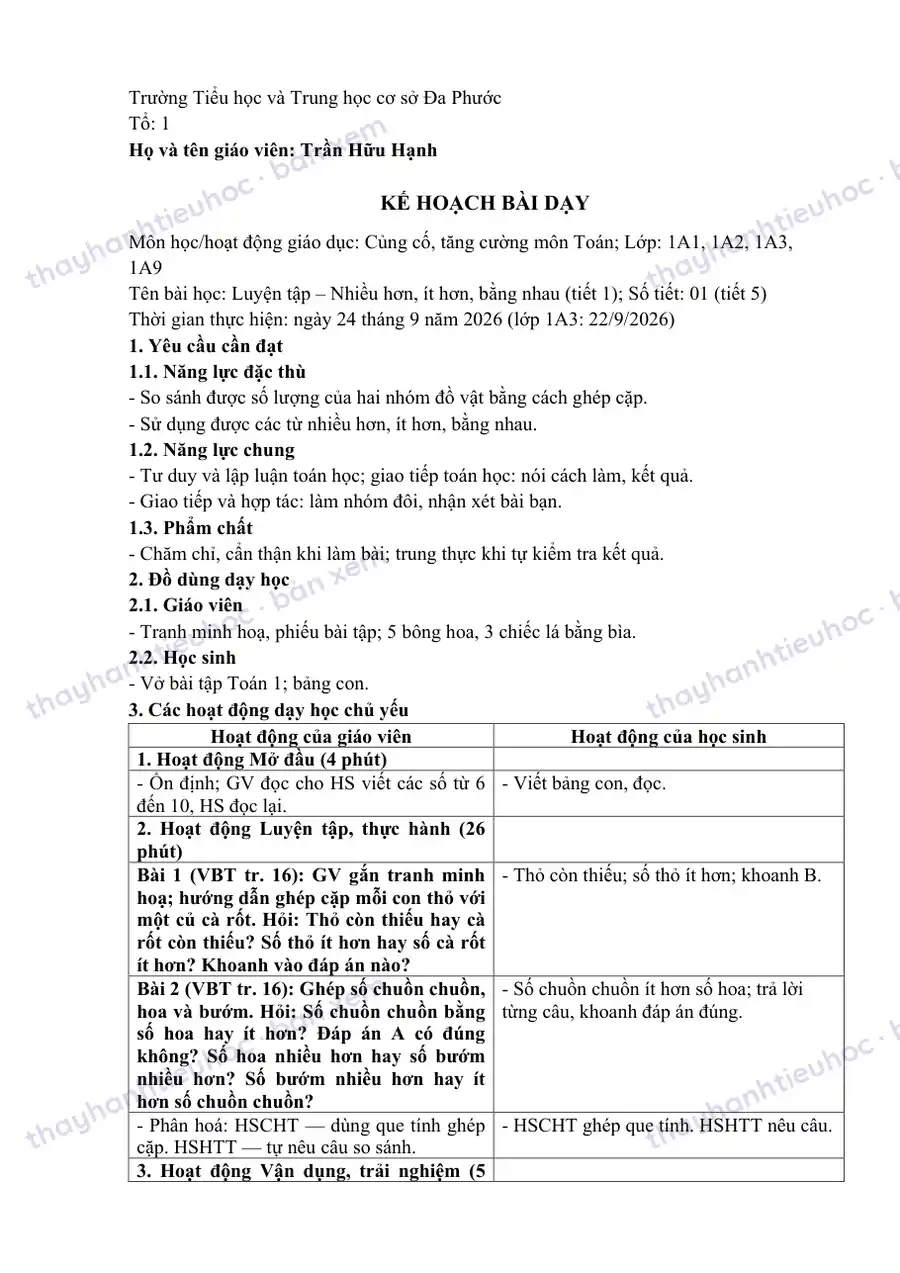 Trường Tiểu học và Trung học cơ sở Đa Phước
Tổ: 1
Họ và tên giáo viên: Trần Hữu Hạnh
KẾ HOẠCH BÀI DẠY
Môn học/hoạt động giáo dục: Củng cố, tăng cường môn Toán; Lớp: 1A1, 1A2, 1A3,
1A9
Tên bài học: Luyện tập – Nhiều hơn, ít hơn, bằng nhau (tiết 1); Số tiết: 01 (tiết 5)
Thời gian thực hiện: ngày 24 tháng 9 năm 2026 (lớp 1A3: 22/9/2026)
1. Yêu cầu cần đạt
1.1. Năng lực đặc thù
- So sánh được số lượng của hai nhóm đồ vật bằng cách ghép cặp.
- Sử dụng được các từ nhiều hơn, ít hơn, bằng nhau.
1.2. Năng lực chung
- Tư duy và lập luận toán học; giao tiếp toán học: nói cách làm, kết quả.
- Giao tiếp và hợp tác: làm nhóm đôi, nhận xét bài bạn.
1.3. Phẩm chất
- Chăm chỉ, cẩn thận khi làm bài; trung thực khi tự kiểm tra kết quả.
2. Đồ dùng dạy học
2.1. Giáo viên
- Tranh minh hoạ, phiếu bài tập; 5 bông hoa, 3 chiếc lá bằng bìa.
2.2. Học sinh
- Vở bài tập Toán 1; bảng con.
3. Các hoạt động dạy học chủ yếu
Hoạt động của giáo viên
Hoạt động của học sinh
1. Hoạt động Mở đầu (4 phút)
- Ổn định; GV đọc cho HS viết các số từ 6
đến 10, HS đọc lại.
- Viết bảng con, đọc.
2. Hoạt động Luyện tập, thực hành (26
phút)
Bài 1 (VBT tr. 16): GV gắn tranh minh
hoạ; hướng dẫn ghép cặp mỗi con thỏ với
một củ cà rốt. Hỏi: Thỏ còn thiếu hay cà
rốt còn thiếu? Số thỏ ít hơn hay số cà rốt
ít hơn? Khoanh vào đáp án nào?
- Thỏ còn thiếu; số thỏ ít hơn; khoanh B.
Bài 2 (VBT tr. 16): Ghép số chuồn chuồn,
hoa và bướm. Hỏi: Số chuồn chuồn bằng
số hoa hay ít hơn? Đáp án A có đúng
không? Số hoa nhiều hơn hay số bướm
nhiều hơn? Số bướm nhiều hơn hay ít
hơn số chuồn chuồn?
- Số chuồn chuồn ít hơn số hoa; trả lời
từng câu, khoanh đáp án đúng.
- Phân hoá: HSCHT — dùng que tính ghép
cặp. HSHTT — tự nêu câu so sánh.
- HSCHT ghép que tính. HSHTT nêu câu.
3. Hoạt động Vận dụng, trải nghiệm (5
thayhanhtieuhoc · bản xem
thayhanhtieuhoc · b
thayhanhtieuhoc · bản xem
thayhanhtieuhoc · b
thayhanhtieuhoc · bản xem
thayhanhtieuhoc · b